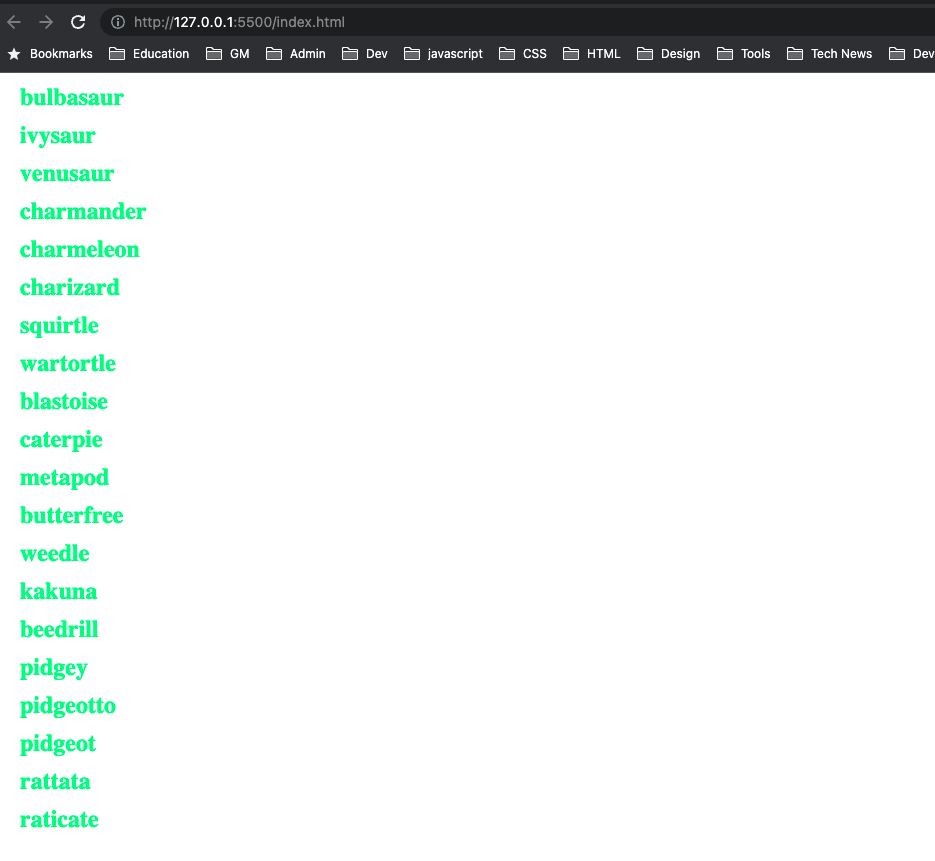 http://127.0.0.1:5500/index.html
Bookmarks Education GM Admin Dev javascript CSS HTML Design Tools Tech News Dev
bulbasaur
ivysaur
venusaur
charmander
charmeleon
charizard
squirtle
wartortle
blastoise
caterpie
metapod
butterfree
weedle
kakuna
beedrill
pidgey
pidgeotto
pidgeot
rattata
raticate